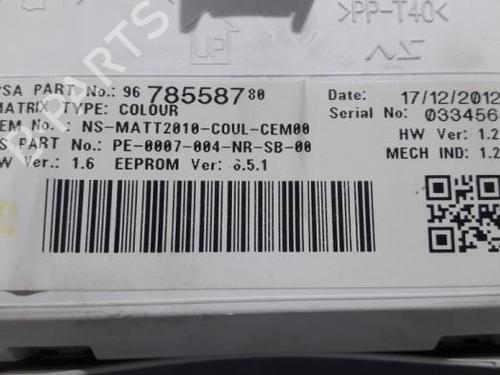 >PP-T40<
UP
PSA PART No.: 96 785587 80
MATRIX TYPE: COLOUR
EM No.: NS-MATT2010-COUL-CEM00
S PART No.: PE-0007-004-NR-SB-00
W Ver.: 1.6 EEPROM Ver: 6.5.1
Date: 17/12/2012
Serial No: 033456
HW Ver: 1.2
MECH IND: 1.2
B-PARTS